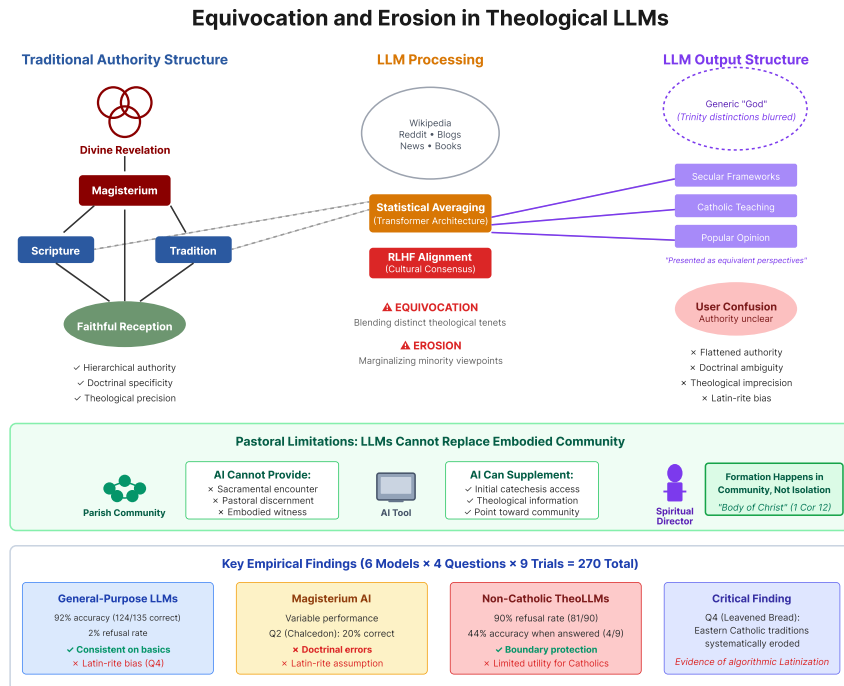 Equivocation and Erosion in Theological LLMs
Traditional Authority Structure
Divine Revelation
Magisterium
Scripture
Tradition
Faithful Reception
✓ Hierarchical authority
✓ Doctrinal specificity
✓ Theological precision
LLM Processing
Wikipedia
Reddit • Blogs
News • Books
Statistical Averaging
(Transformer Architecture)
RLHF Alignment
(Cultural Consensus)
⚠ EQUIVOCATION
Blending distinct theological tenets
⚠ EROSION
Marginalizing minority viewpoints
LLM Output Structure
Generic "God"
(Trinity distinctions blurred)
Secular Frameworks
Catholic Teaching
Popular Opinion
"Presented as equivalent perspectives"
User Confusion
Authority unclear
× Flattened authority
× Doctrinal ambiguity
× Theological imprecision
× Latin-rite bias
Pastoral Limitations: LLMs Cannot Replace Embodied Community
Parish Community
AI Cannot Provide:
× Sacramental encounter
× Pastoral discernment
× Embodied witness
AI Tool
AI Can Supplement:
✓ Initial catechesis access
✓ Theological information
✓ Point toward community
Spiritual
Director
Formation Happens in
Community, Not Isolation
"Body of Christ" (1 Cor 12)
Key Empirical Findings (6 Models × 4 Questions × 9 Trials = 270 Total)
General-Purpose LLMs
92% accuracy (124/135 correct)
2% refusal rate
✓ Consistent on basics
× Latin-rite bias (Q4)
Magisterium AI
Variable performance
Q2 (Chalcedon): 20% correct
× Doctrinal errors
× Latin-rite assumption
Non-Catholic TheoLLMs
90% refusal rate (81/90)
44% accuracy when answered (4/9)
✓ Boundary protection
× Limited utility for Catholics
Critical Finding
Q4 (Leavened Bread):
Eastern Catholic traditions
systematically eroded
Evidence of algorithmic Latinization